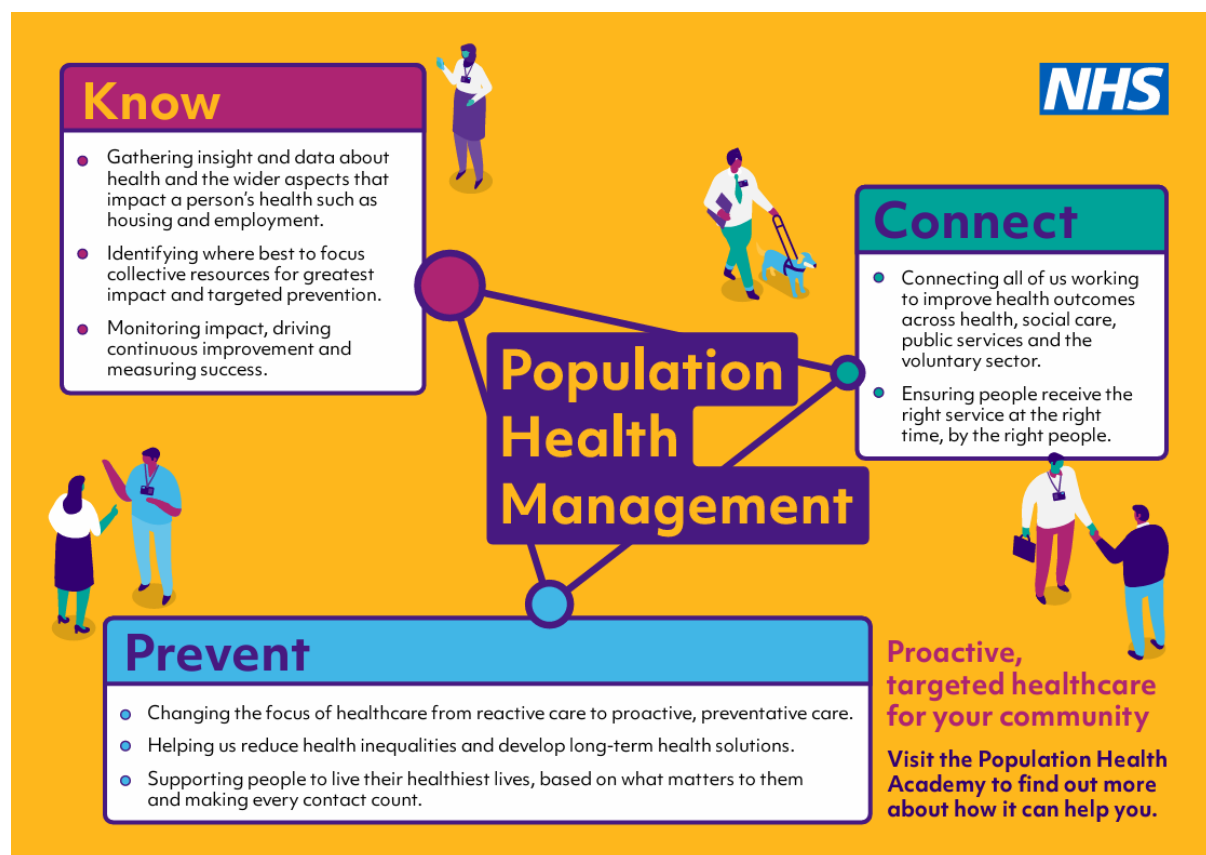 Know
Gathering insight and data about
health and the wider aspects that
impact a person's health such as
housing and employment.
Identifying where best to focus
collective resources for greatest
impact and targeted prevention.
Monitoring impact, driving
continuous improvement and
measuring success.
NHS
Connect
Connecting all of us working
to improve health outcomes
across health, social care,
public services and the
voluntary sector.
Ensuring people receive the
right service at the right
time, by the right people.
Population
Health
Management
Prevent
Changing the focus of healthcare from reactive care to proactive, preventative care.
Helping us reduce health inequalities and develop long-term health solutions.
Supporting people to live their healthiest lives, based on what matters to them
and making every contact count.
Proactive,
targeted healthcare
for your community
Visit the Population Health
Academy to find out more
about how it can help you.